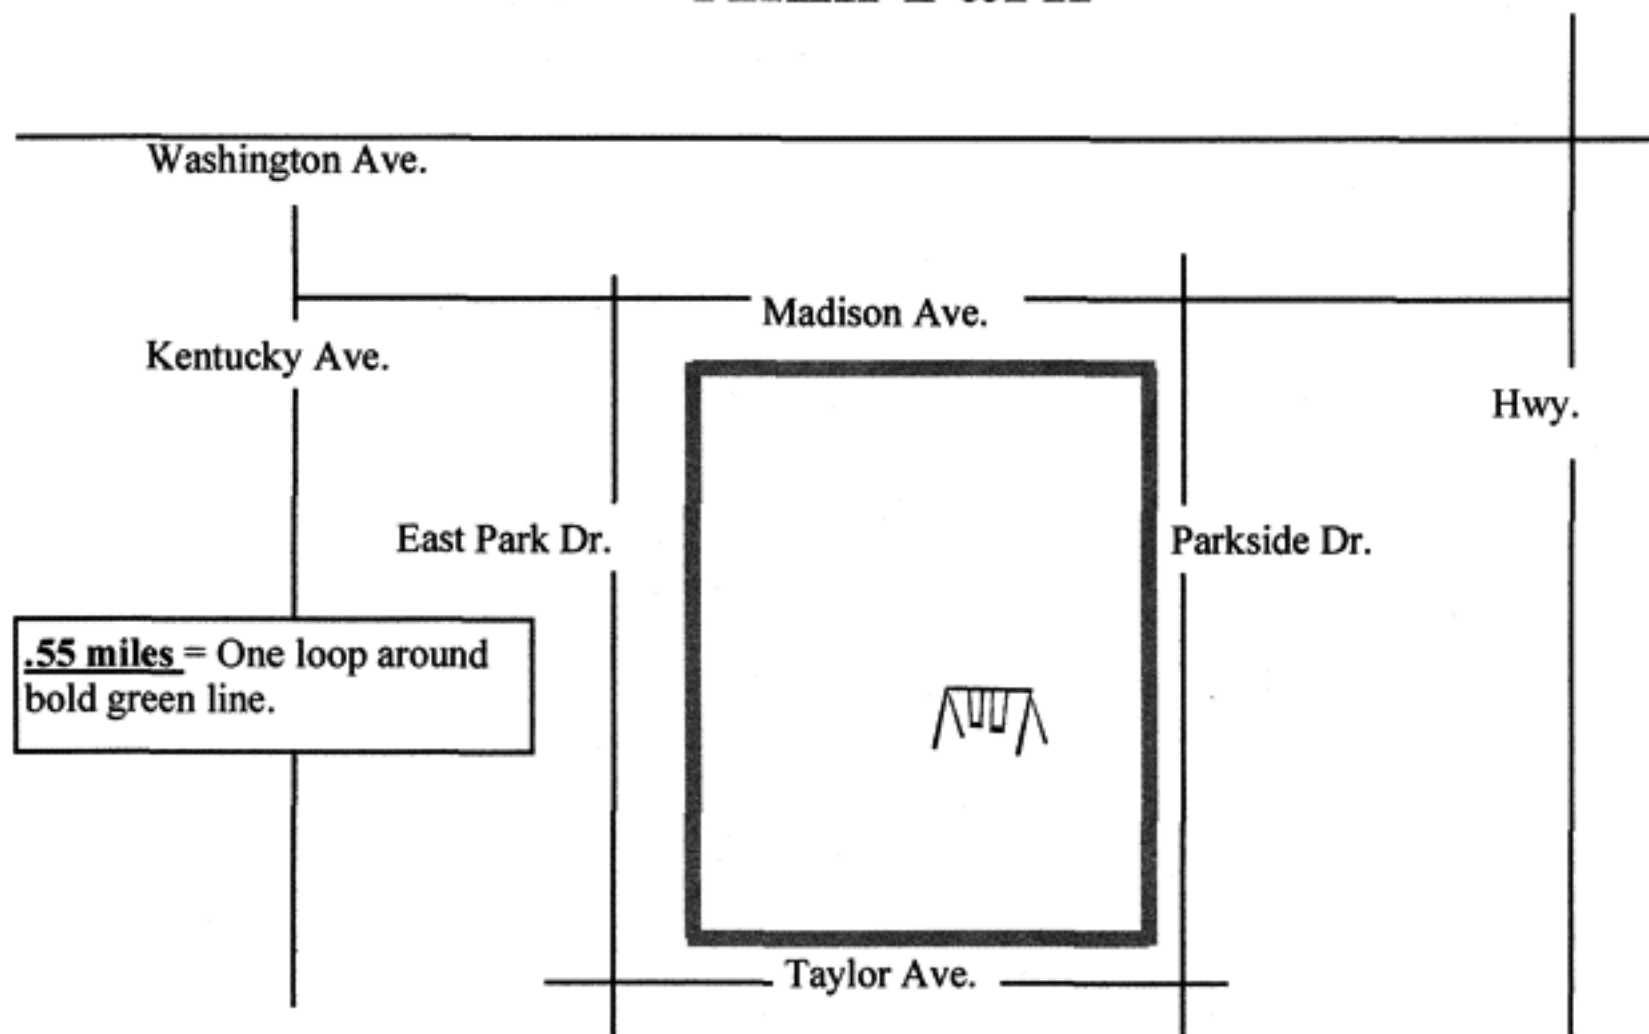 Washington Ave.
Madison Ave.
Kentucky Ave.
Hwy.
East Park Dr.
Parkside Dr.
.55 miles = One loop around
bold green line.
Taylor Ave.